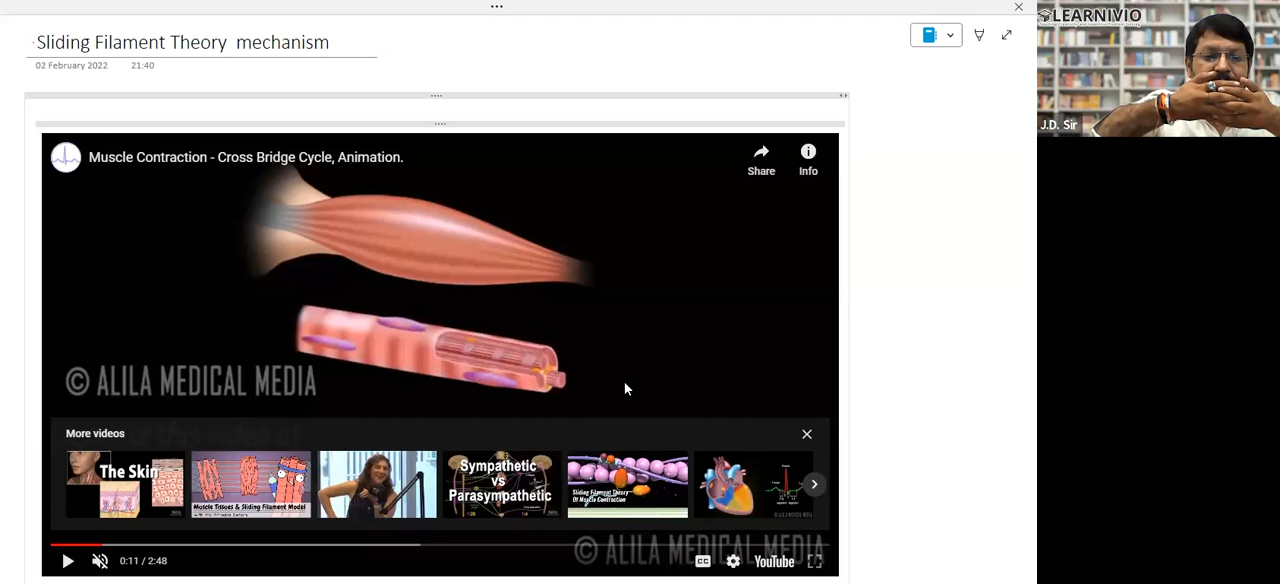 Sliding Filament Theory mechanism
02 February 2022 21:40
LEARNIVIO
J.D. Sir
Muscle Contraction - Cross Bridge Cycle, Animation.
Share
Info
© ALILA MEDICAL MEDIA
More videos
The Skin
Muscle Tissues & Sliding Filament Model
Sympathetic
vs
Parasympathetic
Sliding Filament Theory
Of Muscle Contraction
0:11 / 2:48
© ALILA MEDICAL MEDIA
CC
YouTube